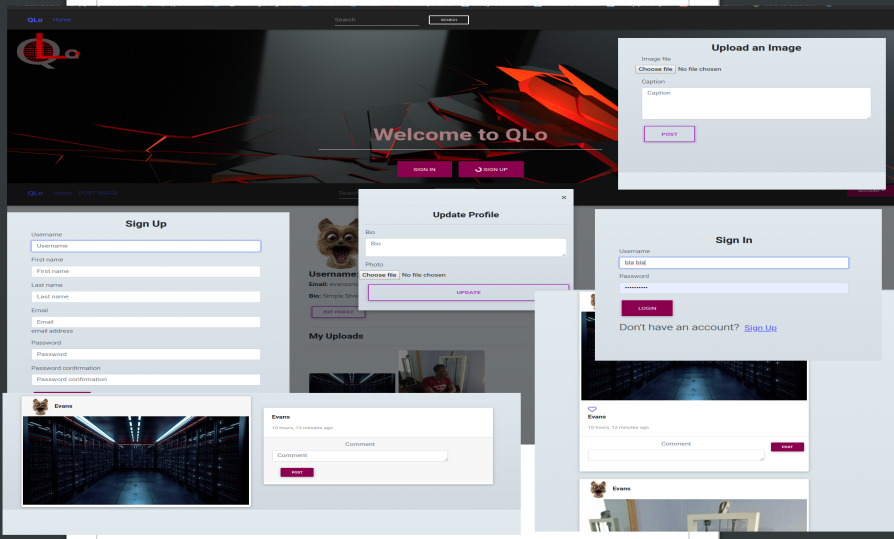 QLo Home Search SEARCH
QLo
Welcome to QLo
SIGN IN SIGN UP
Upload an Image
Image file
Choose file No file chosen
Caption
Caption
POST
QLo Home POST IMAGE
Sign Up
Username
Username
First name
First name
Last name
Last name
Email
Email
email address
Password
Password
Password confirmation
Password confirmation
×
Update Profile
Bio
Bio
Photo
Choose file No file chosen
UPDATE
Username:
Email:
Bio: Simple
EDIT PROFILE
My Uploads
Sign In
Username
bla bla
Password
LOGIN
Don't have an account? Sign Up
Evans
Evans
10 hours, 12 minutes ago
Comment
Comment
POST
Evans
10 hours, 12 minutes ago
Comment
POST
Evans